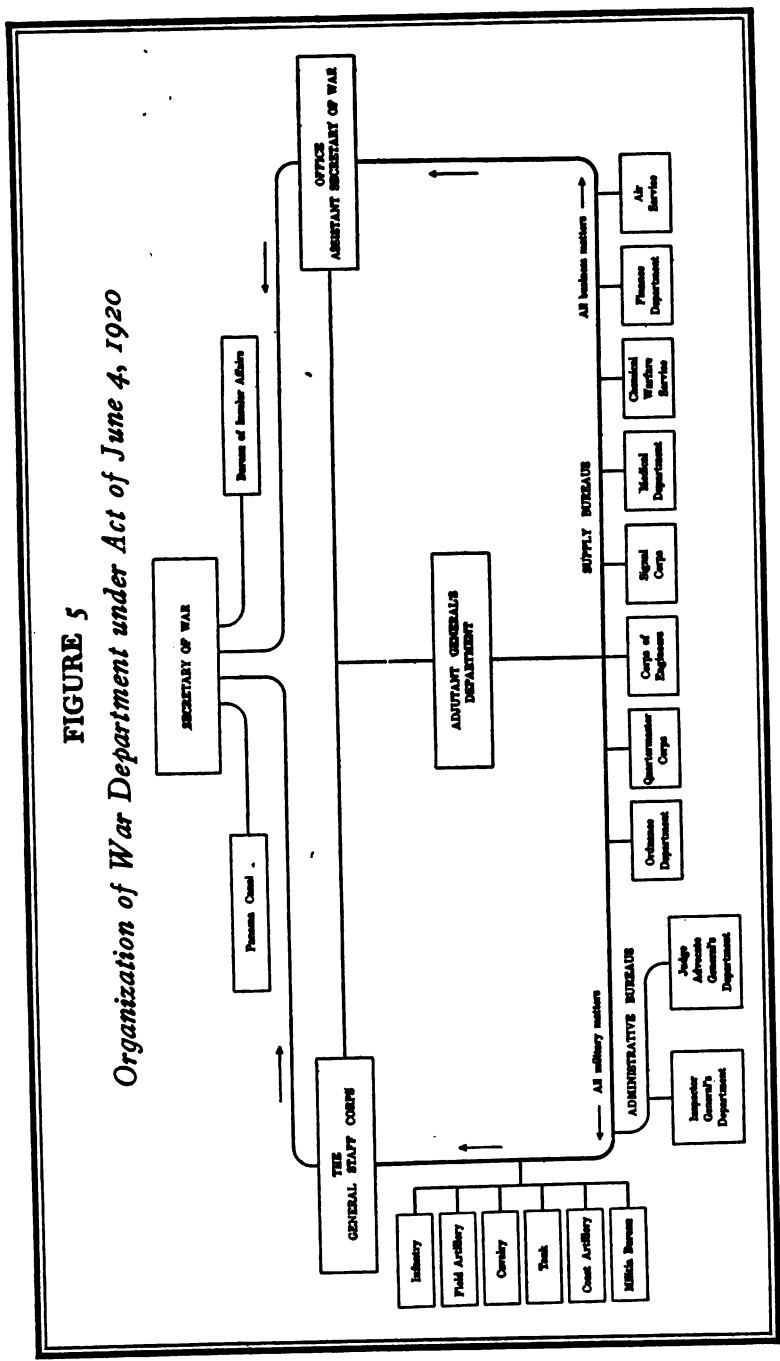 FIGURE 5
Organization of War Department under Act of June 4, 1920
SECRETARY OF WAR
Panama Canal
Bureau of Insular Affairs
THE
GENERAL STAFF CORPS
OFFICE
ASSISTANT SECRETARY OF WAR
ADJUTANT GENERAL'S
DEPARTMENT
Industry
Field Artillery
Cavalry
Tank
Coast Artillery
Militia Bureau
All military matters
All business matters
ADMINISTRATIVE BUREAUS
SUPPLY BUREAUS
Inspector
General's
Department
Judge
Advocate
General's
Department
Ordnance
Department
Quartermaster
Corps
Corps of
Engineers
Signal
Corps
Medical
Department
Chemical
Warfare
Service
Finance
Department
Air
Service